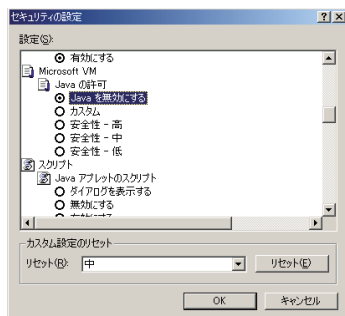 セキュリティの設定
設定(S):
有効にする
Microsoft VM
Java の許可
Java を無効にする
カスタム
安全性 - 高
安全性 - 中
安全性 - 低
スクリプト
Java アプレットのスクリプト
ダイアログを表示する
無効にする
カスタム設定のリセット
リセット(R):
中
リセット(E)
OK
キャンセル